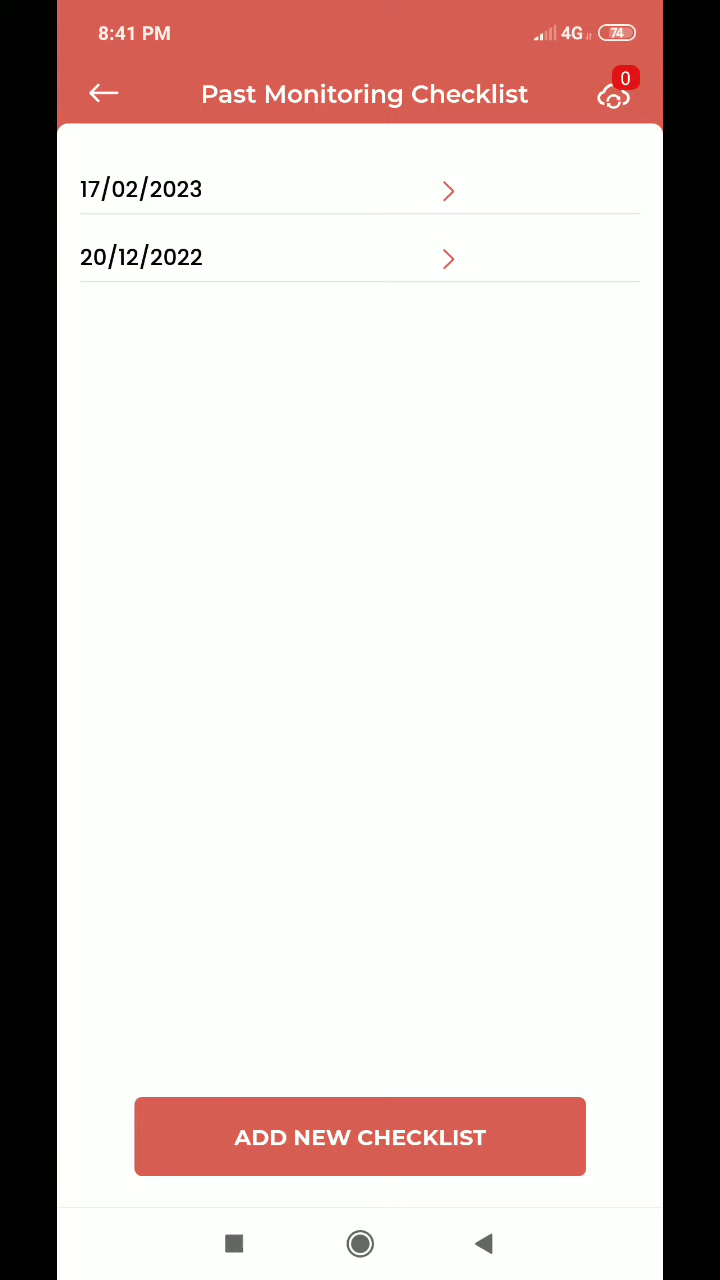 8:41 PM 4G 74
0
Past Monitoring Checklist
17/02/2023
20/12/2022
ADD NEW CHECKLIST